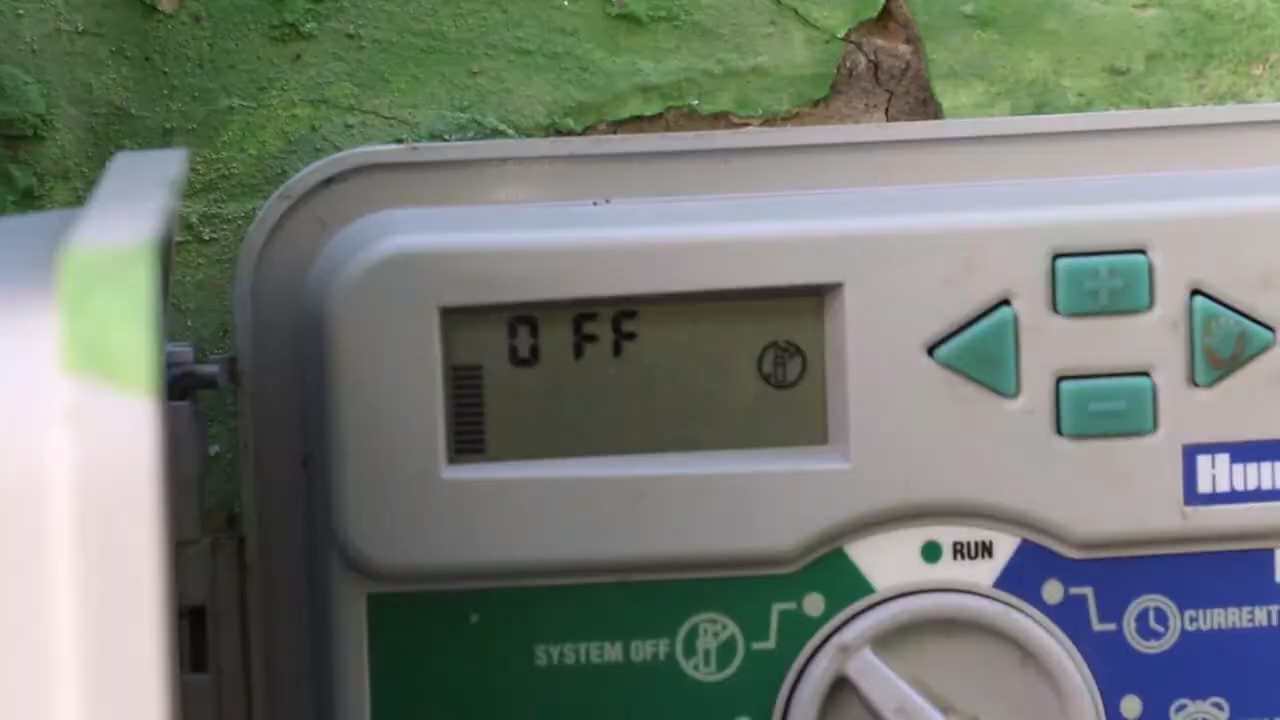 OFF
+
-
Hun
RUN
SYSTEM OFF
CURRENT